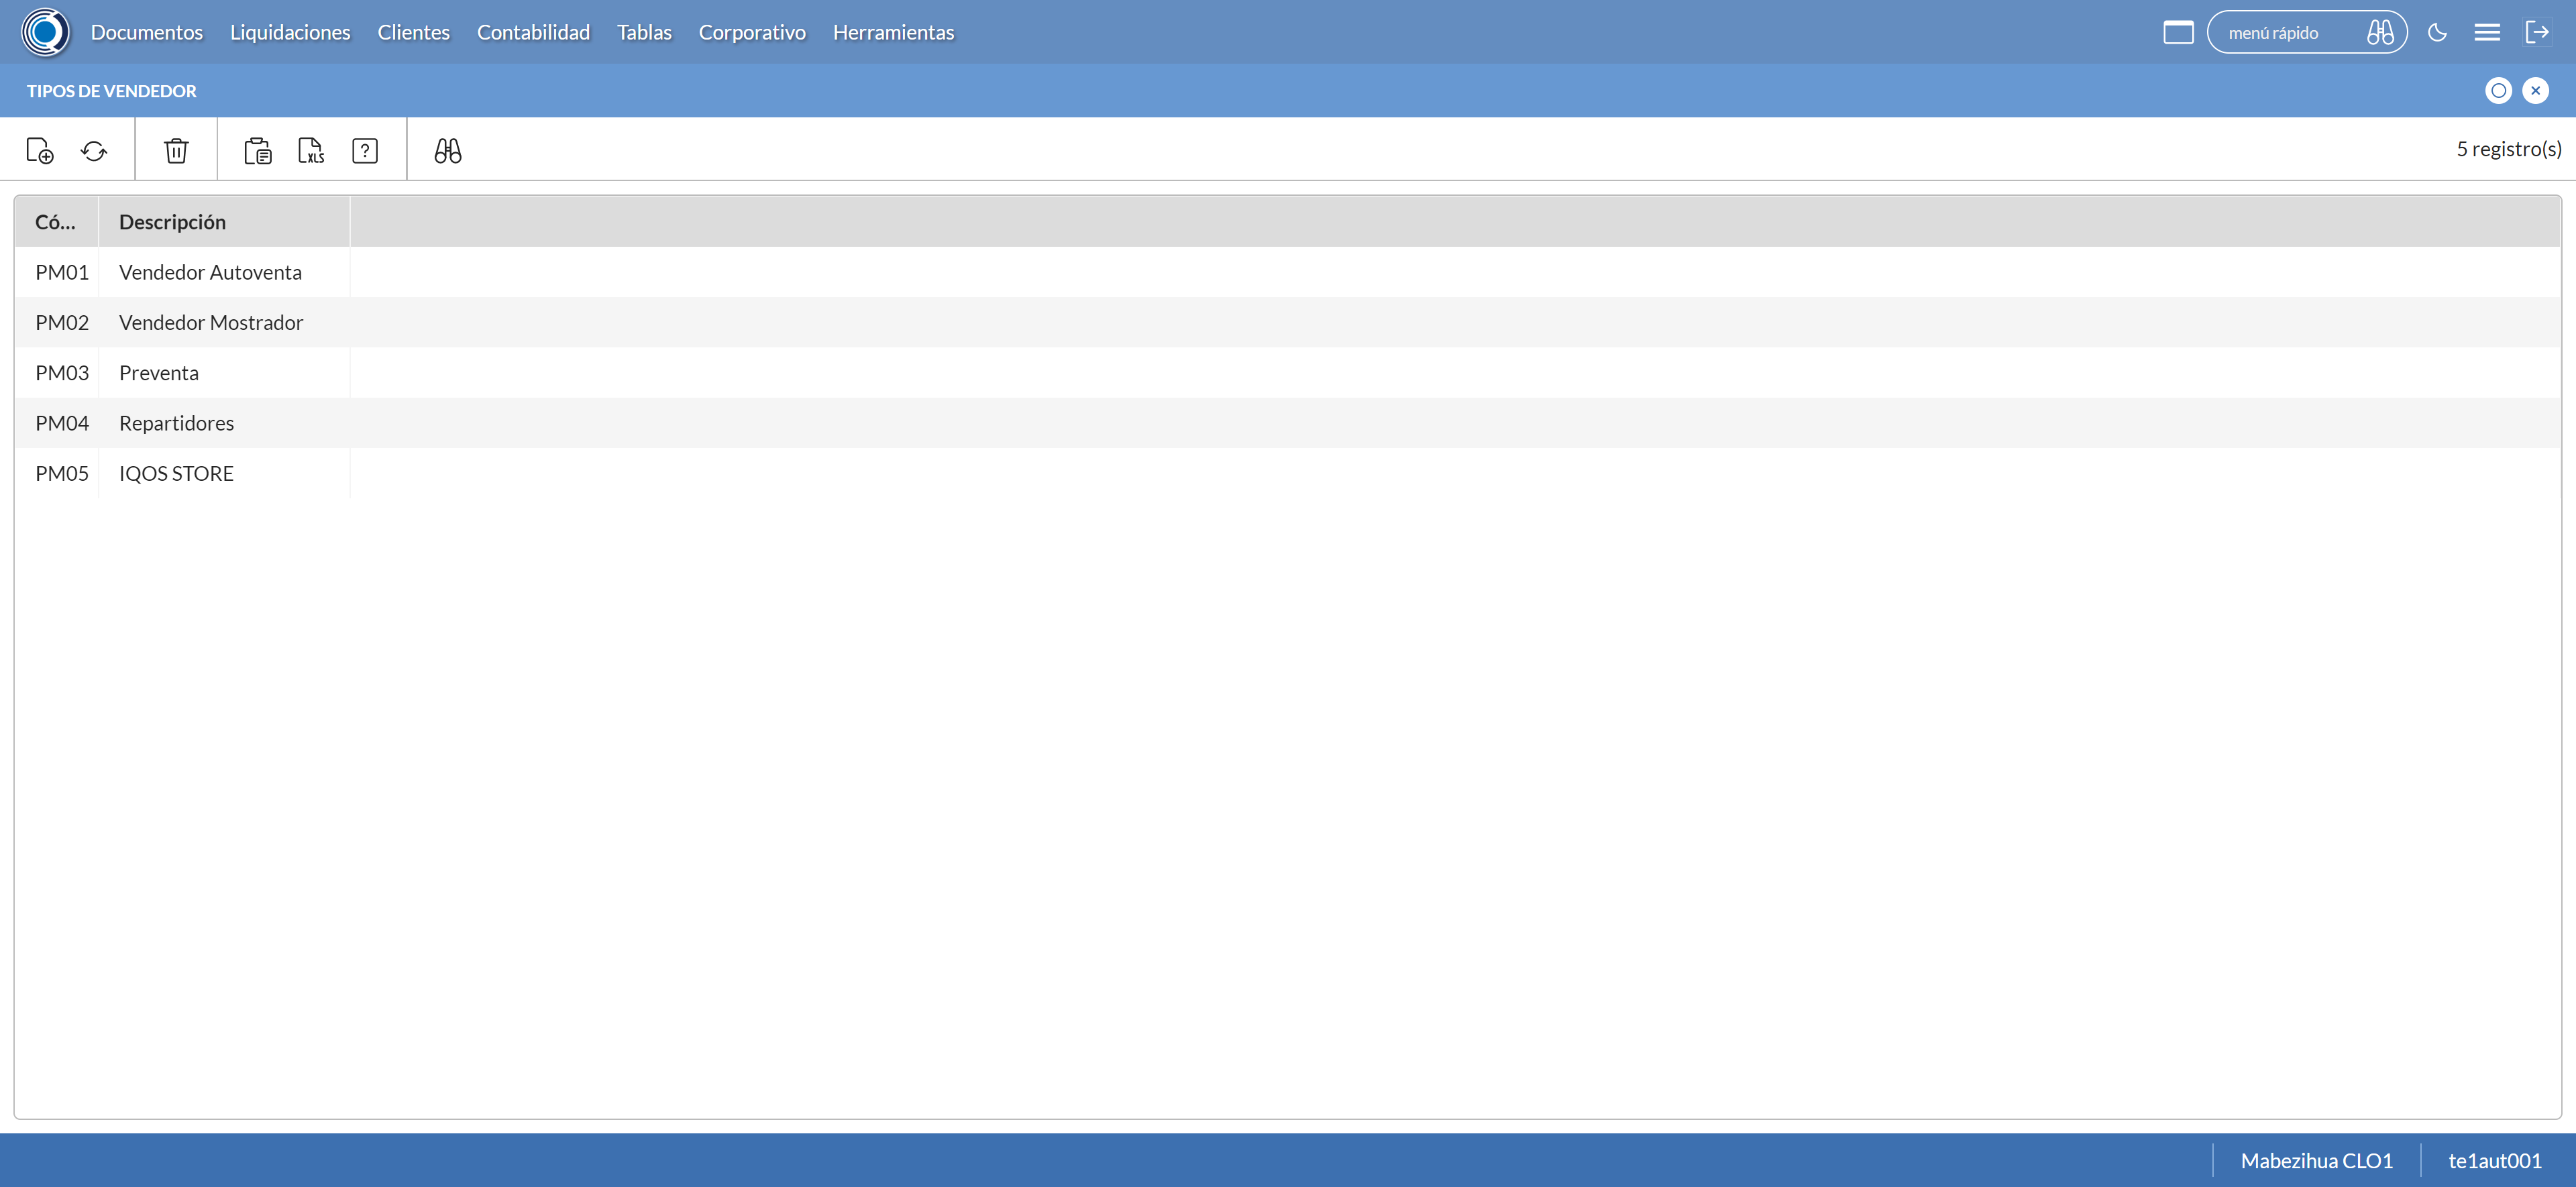 Documentos Liquidaciones Clientes Contabilidad Tablas Corporativo Herramientas menú rápido
TIPOS DE VENDEDOR
XLS ? 5 registro(s)
Có... Descripción
PM01 Vendedor Autoventa
PM02 Vendedor Mostrador
PM03 Preventa
PM04 Repartidores
PM05 IQOS STORE
Mabezihua CLO1 te1aut001